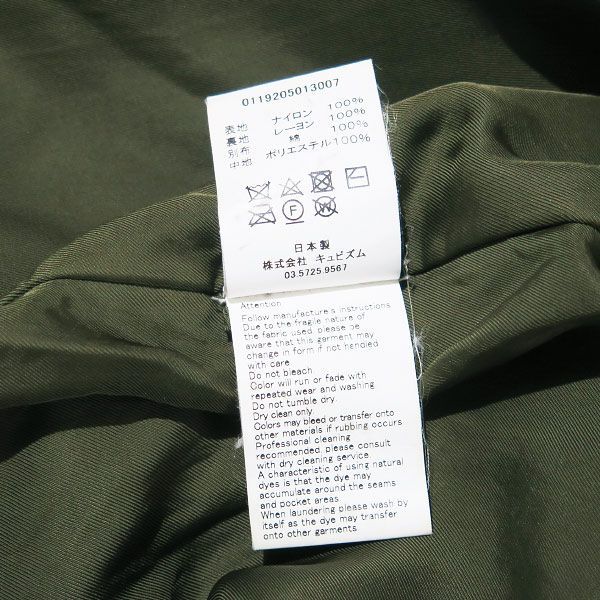 0119205013007
表地 ナイロン 100%
裏地 レーヨン 100%
別布 綿 100%
中地 ポリエステル 100%
F
W
日本製
株式会社 キュビズム
03.5725.9567
Attention
Follow manufacture's instructions
Due to the fragile nature of
the fabric used, please be
aware that this garment may
change in form if not handled
with care.
Do not bleach.
Color will run or fade with
repeated wear and washing
Do not tumble dry.
Dry clean only.
Colors may bleed or transfer onto
other materials if rubbing occurs
Professional cleaning
recommended, please consult
with dry cleaning service.
A characteristic of using natural
dyes is that the dye may
accumulate around the seams
and pocket areas.
When laundering please wash by
itself as the dye may transfer
onto other garments.